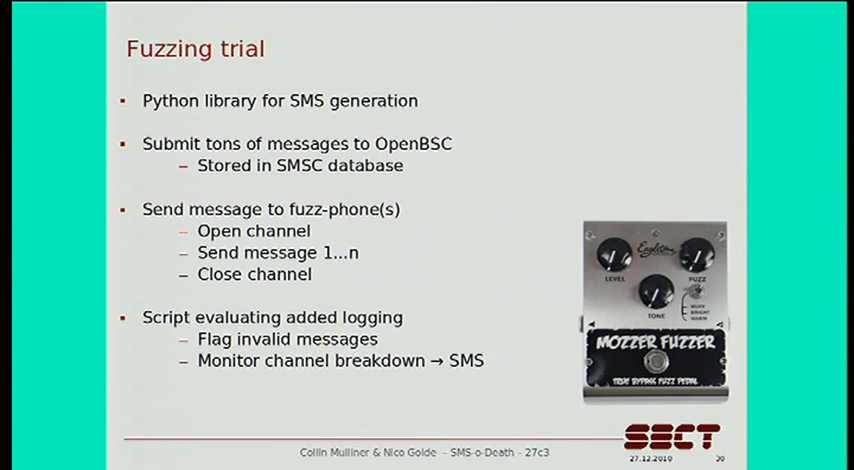 Fuzzing trial
▪ Python library for SMS generation
▪ Submit tons of messages to OpenBSC
– Stored in SMSC database
▪ Send message to fuzz-phone(s)
– Open channel
– Send message 1...n
– Close channel
▪ Script evaluating added logging
– Flag invalid messages
– Monitor channel breakdown → SMS
LEVEL
FUZZ
TONE
BRIGHT
WARM
MOZZER FUZZER
TRUE BYPASS FUZZ PEDAL
SECT
Collin Mulliner & Nico Golde – SMS-o-Death – 27c3
27.12.2010